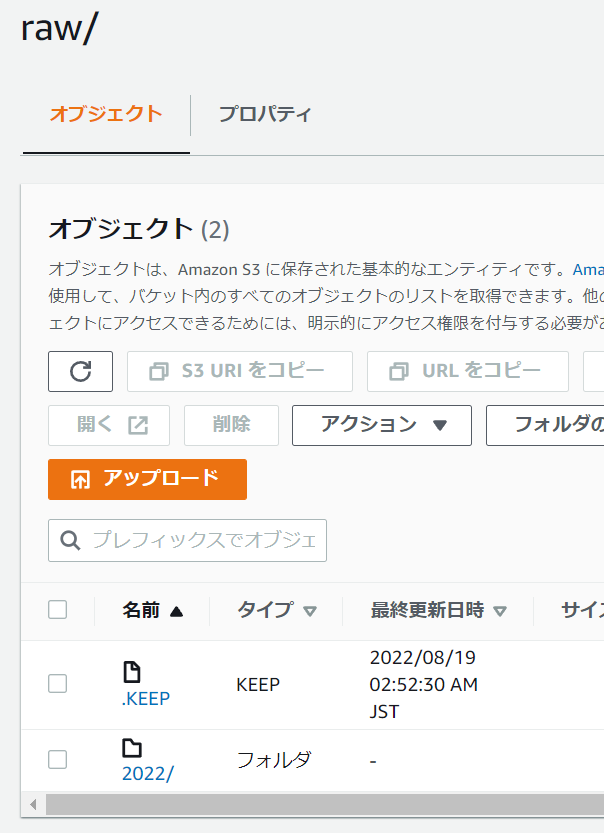 raw/
オブジェクト プロパティ
オブジェクト (2)
オブジェクトは、Amazon S3 に保存された基本的なエンティティです。Ama
使用して、バケット内のすべてのオブジェクトのリストを取得できます。他の
ェクトにアクセスできるためには、明示的にアクセス権限を付与する必要があ
S3 URI をコピー URL をコピー
開く 削除 アクション フォルダの
アップロード
プレフィックスでオブジェ
名前 タイプ 最終更新日時 サイズ
.KEEP KEEP 2022/08/19
02:52:30 AM
JST
2022/ フォルダ -